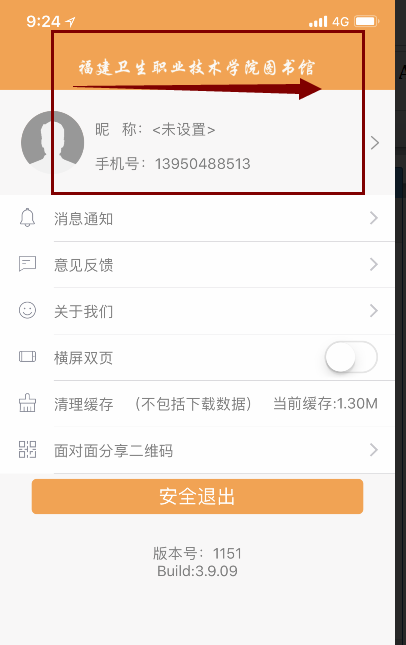 9:24 4G
福建卫生职业技术学院图书馆
昵 称：<未设置>
手机号：13950488513
消息通知
意见反馈
关于我们
横屏双页
清理缓存 （不包括下载数据） 当前缓存:1.30M
面对面分享二维码
安全退出
版本号：1151
Build:3.9.09